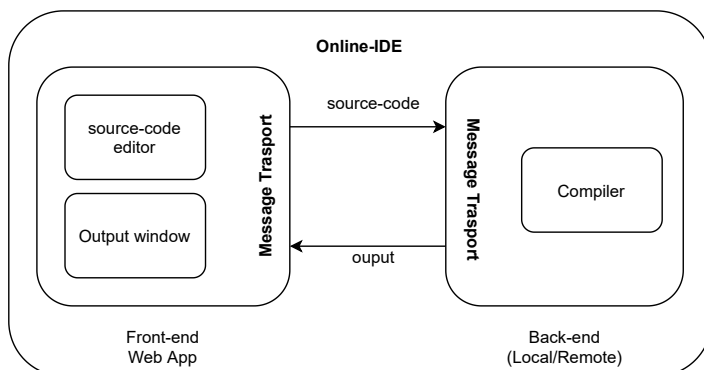 Online-IDE
source-code
editor
Output window
Message Trasport
source-code
ouput
Message Trasport
Compiler
Front-end
Web App
Back-end
(Local/Remote)